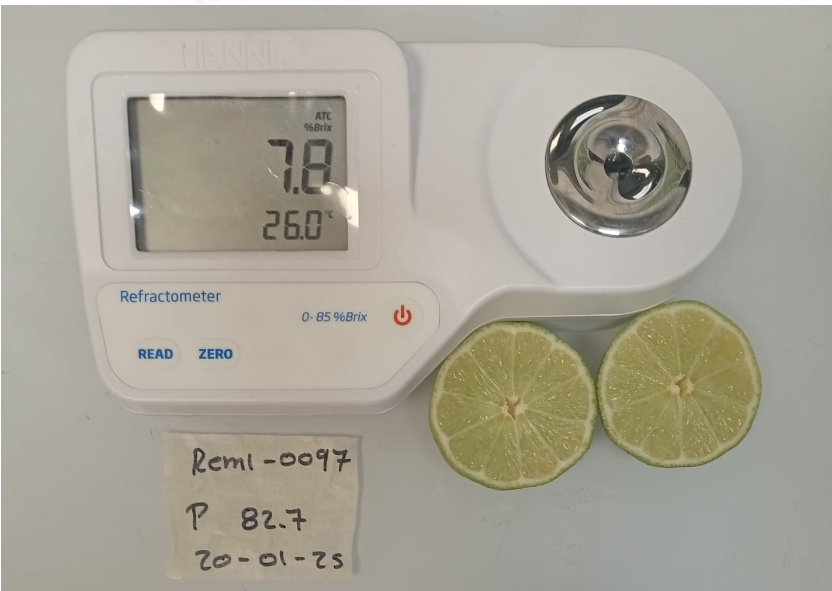 HANNA
ATC
%Brix
7.8
26.0°C
Refractometer
0-85 %Brix
READ ZERO
Reml-0097
P 82.7
20-01-25